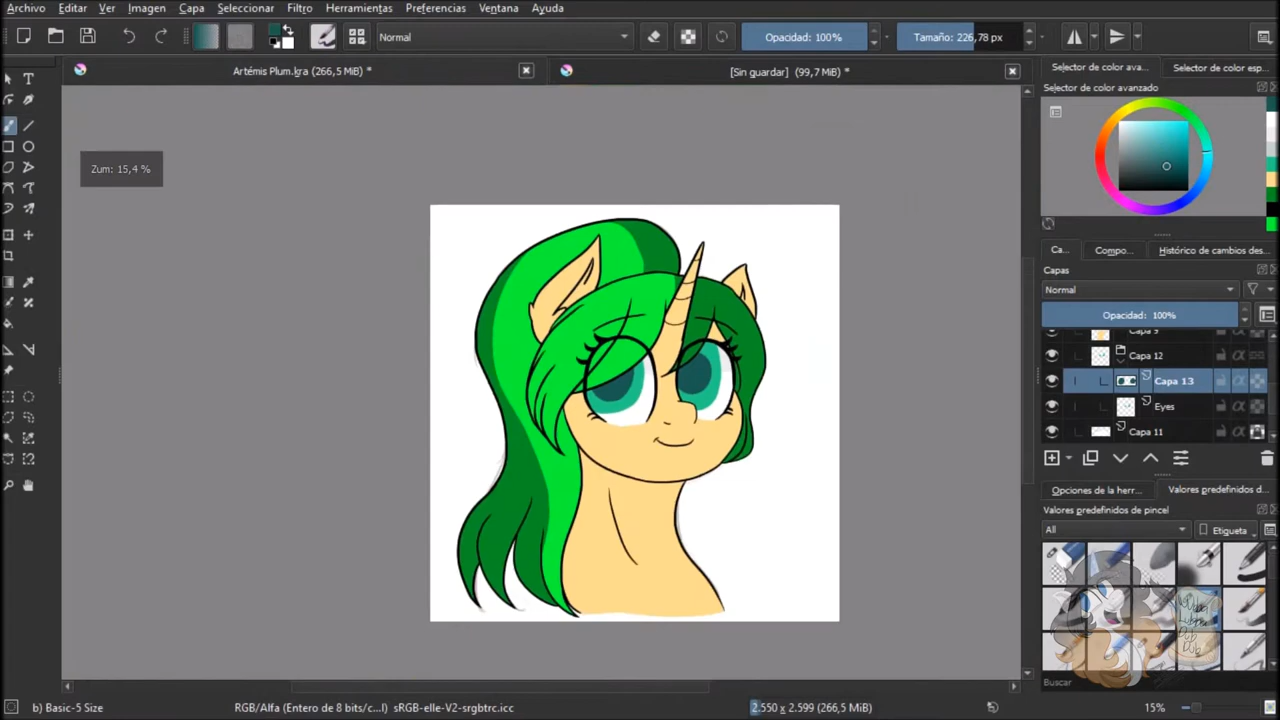 Archivo Editar Ver Imagen Capa Seleccionar Filtro Herramientas Preferencias Ventana Ayuda
Normal Opacidad: 100% Tamaño: 226,78 px
Artémis Plum.kra (266,5 MiB) *
[Sin guardar] (99,7 MiB) *
Selector de color ava... Selector de color esp...
Selector de color avanzado
Zum: 15,4 %
Ca... Compo... Histórico de cambios des...
Capas
Normal
Opacidad: 100%
Capa 9
Capa 12
Capa 13
Eyes
Capa 11
Opciones de la herr... Valores predefinidos d...
Valores predefinidos de pincel
All Etiqueta
Dub
Buscar
b) Basic-5 Size RGB/Alfa (Entero de 8 bits/c...l) sRGB-elle-V2-srgbtrc.icc 2.550 x 2.599 (266,5 MiB) 15%